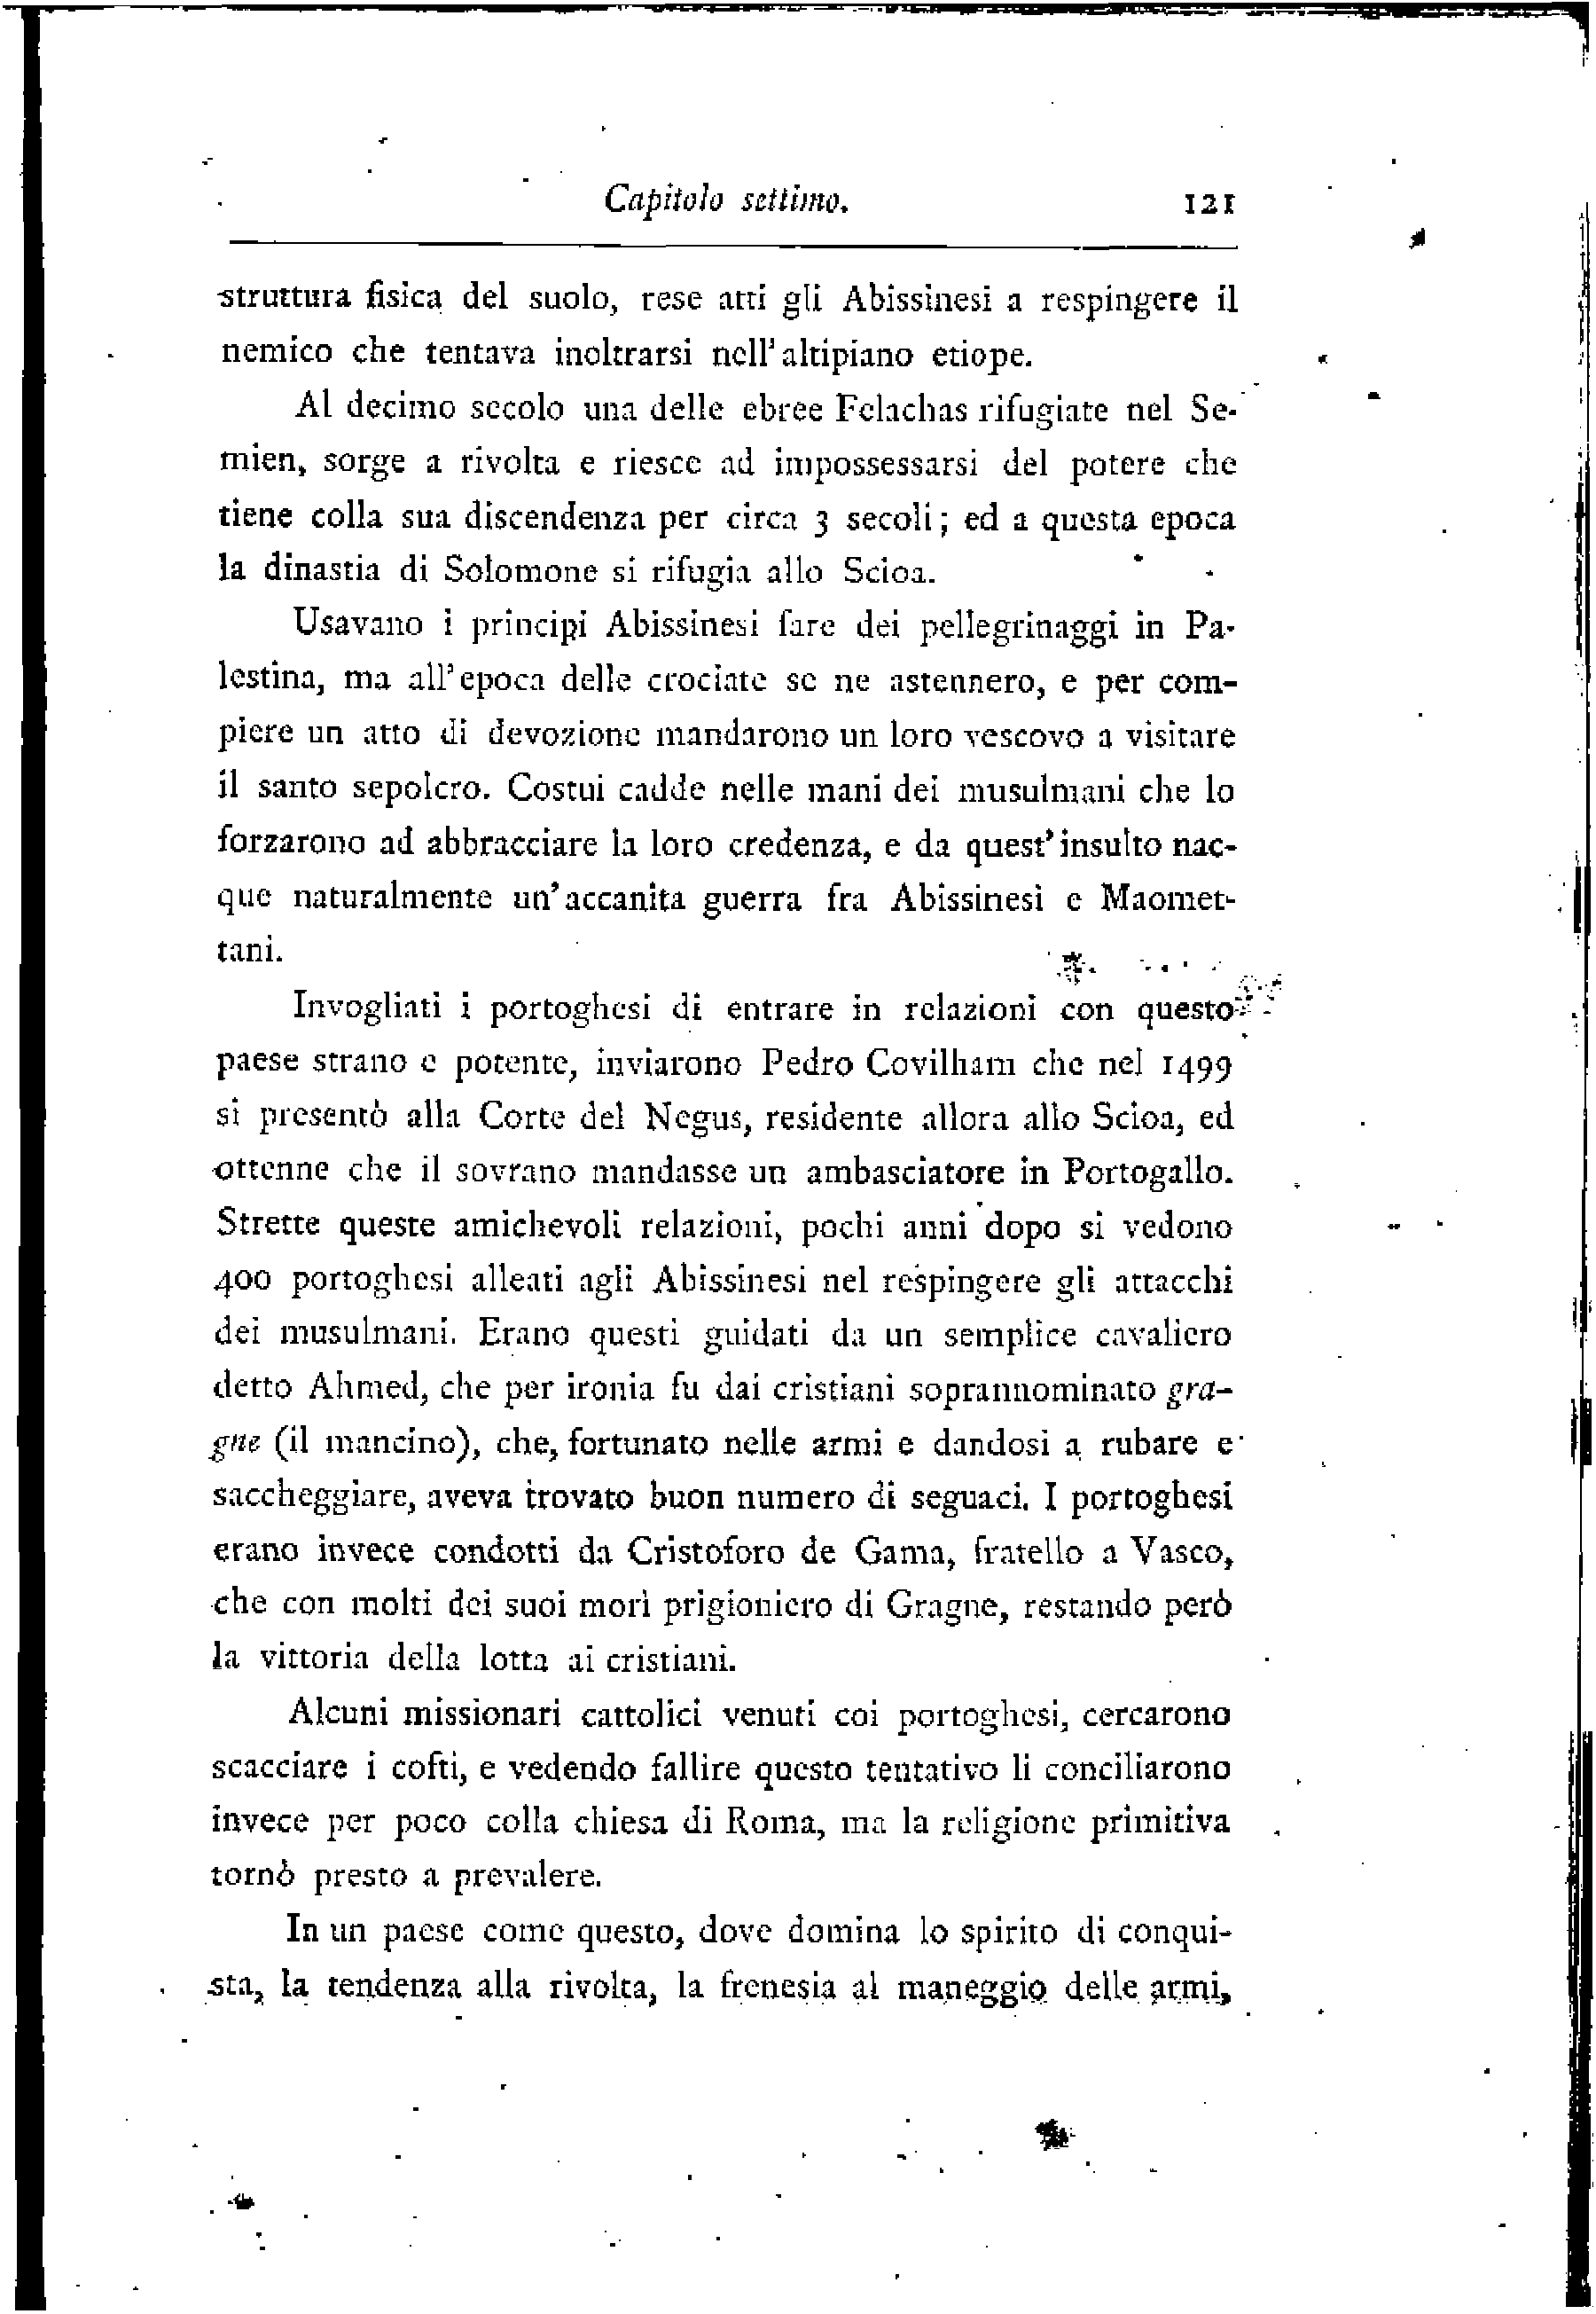 Capitolo settimo. 121
struttura fisica del suolo, rese atti gli Abissinesi a respingere il
nemico che tentava inoltrarsi nell'altipiano etiope.
Al decimo secolo una delle ebree Felachas rifugiate nel Se-
mien, sorge a rivolta e riesce ad impossessarsi del potere che
tiene colla sua discendenza per circa 3 secoli; ed a questa epoca
la dinastia di Solomone si rifugia allo Scioa.
Usavano i principi Abissinesi fare dei pellegrinaggi in Pa-
lestina, ma all'epoca delle crociate se ne astennero, e per com-
piere un atto di devozione mandarono un loro vescovo a visitare
il santo sepolcro. Costui cadde nelle mani dei musulmani che lo
forzarono ad abbracciare la loro credenza, e da quest'insulto nac-
que naturalmente un'accanita guerra fra Abissinesi e Maomet-
tani.
Invogliati i portoghesi di entrare in relazioni con questo
paese strano e potente, inviarono Pedro Covilham che nel 1499
si presentò alla Corte del Negus, residente allora allo Scioa, ed
ottenne che il sovrano mandasse un ambasciatore in Portogallo.
Strette queste amichevoli relazioni, pochi anni dopo si vedono
400 portoghesi alleati agli Abissinesi nel respingere gli attacchi
dei musulmani. Erano questi guidati da un semplice cavaliero
detto Ahmed, che per ironia fu dai cristiani soprannominato gra-
gne (il mancino), che, fortunato nelle armi e dandosi a rubare e
saccheggiare, aveva trovato buon numero di seguaci. I portoghesi
erano invece condotti da Cristoforo de Gama, fratello a Vasco,
che con molti dei suoi morì prigioniero di Gragne, restando però
la vittoria della lotta ai cristiani.
Alcuni missionari cattolici venuti coi portoghesi, cercarono
scacciare i cofti, e vedendo fallire questo tentativo li conciliarono
invece per poco colla chiesa di Roma, ma la religione primitiva
tornò presto a prevalere.
In un paese come questo, dove domina lo spirito di conqui-
sta, la tendenza alla rivolta, la frenesia al maneggio delle armi,